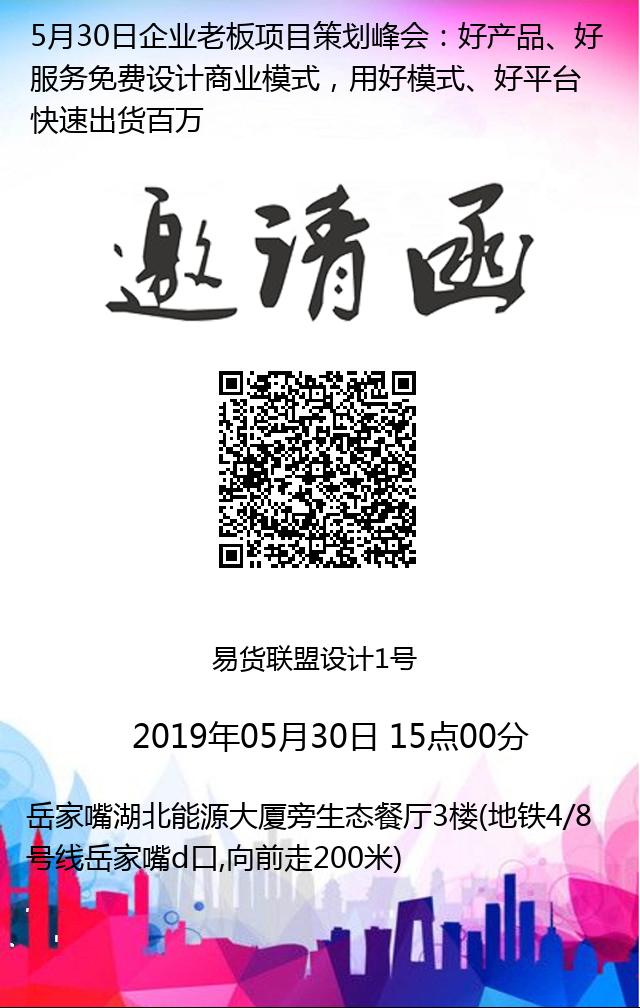 5月30日企业老板项目策划峰会：好产品、好
服务免费设计商业模式，用好模式、好平台
快速出货百万
邀请函
易货联盟设计1号
2019年05月30日 15点00分
岳家嘴湖北能源大厦旁生态餐厅3楼(地铁4/8
号线岳家嘴d口,向前走200米)